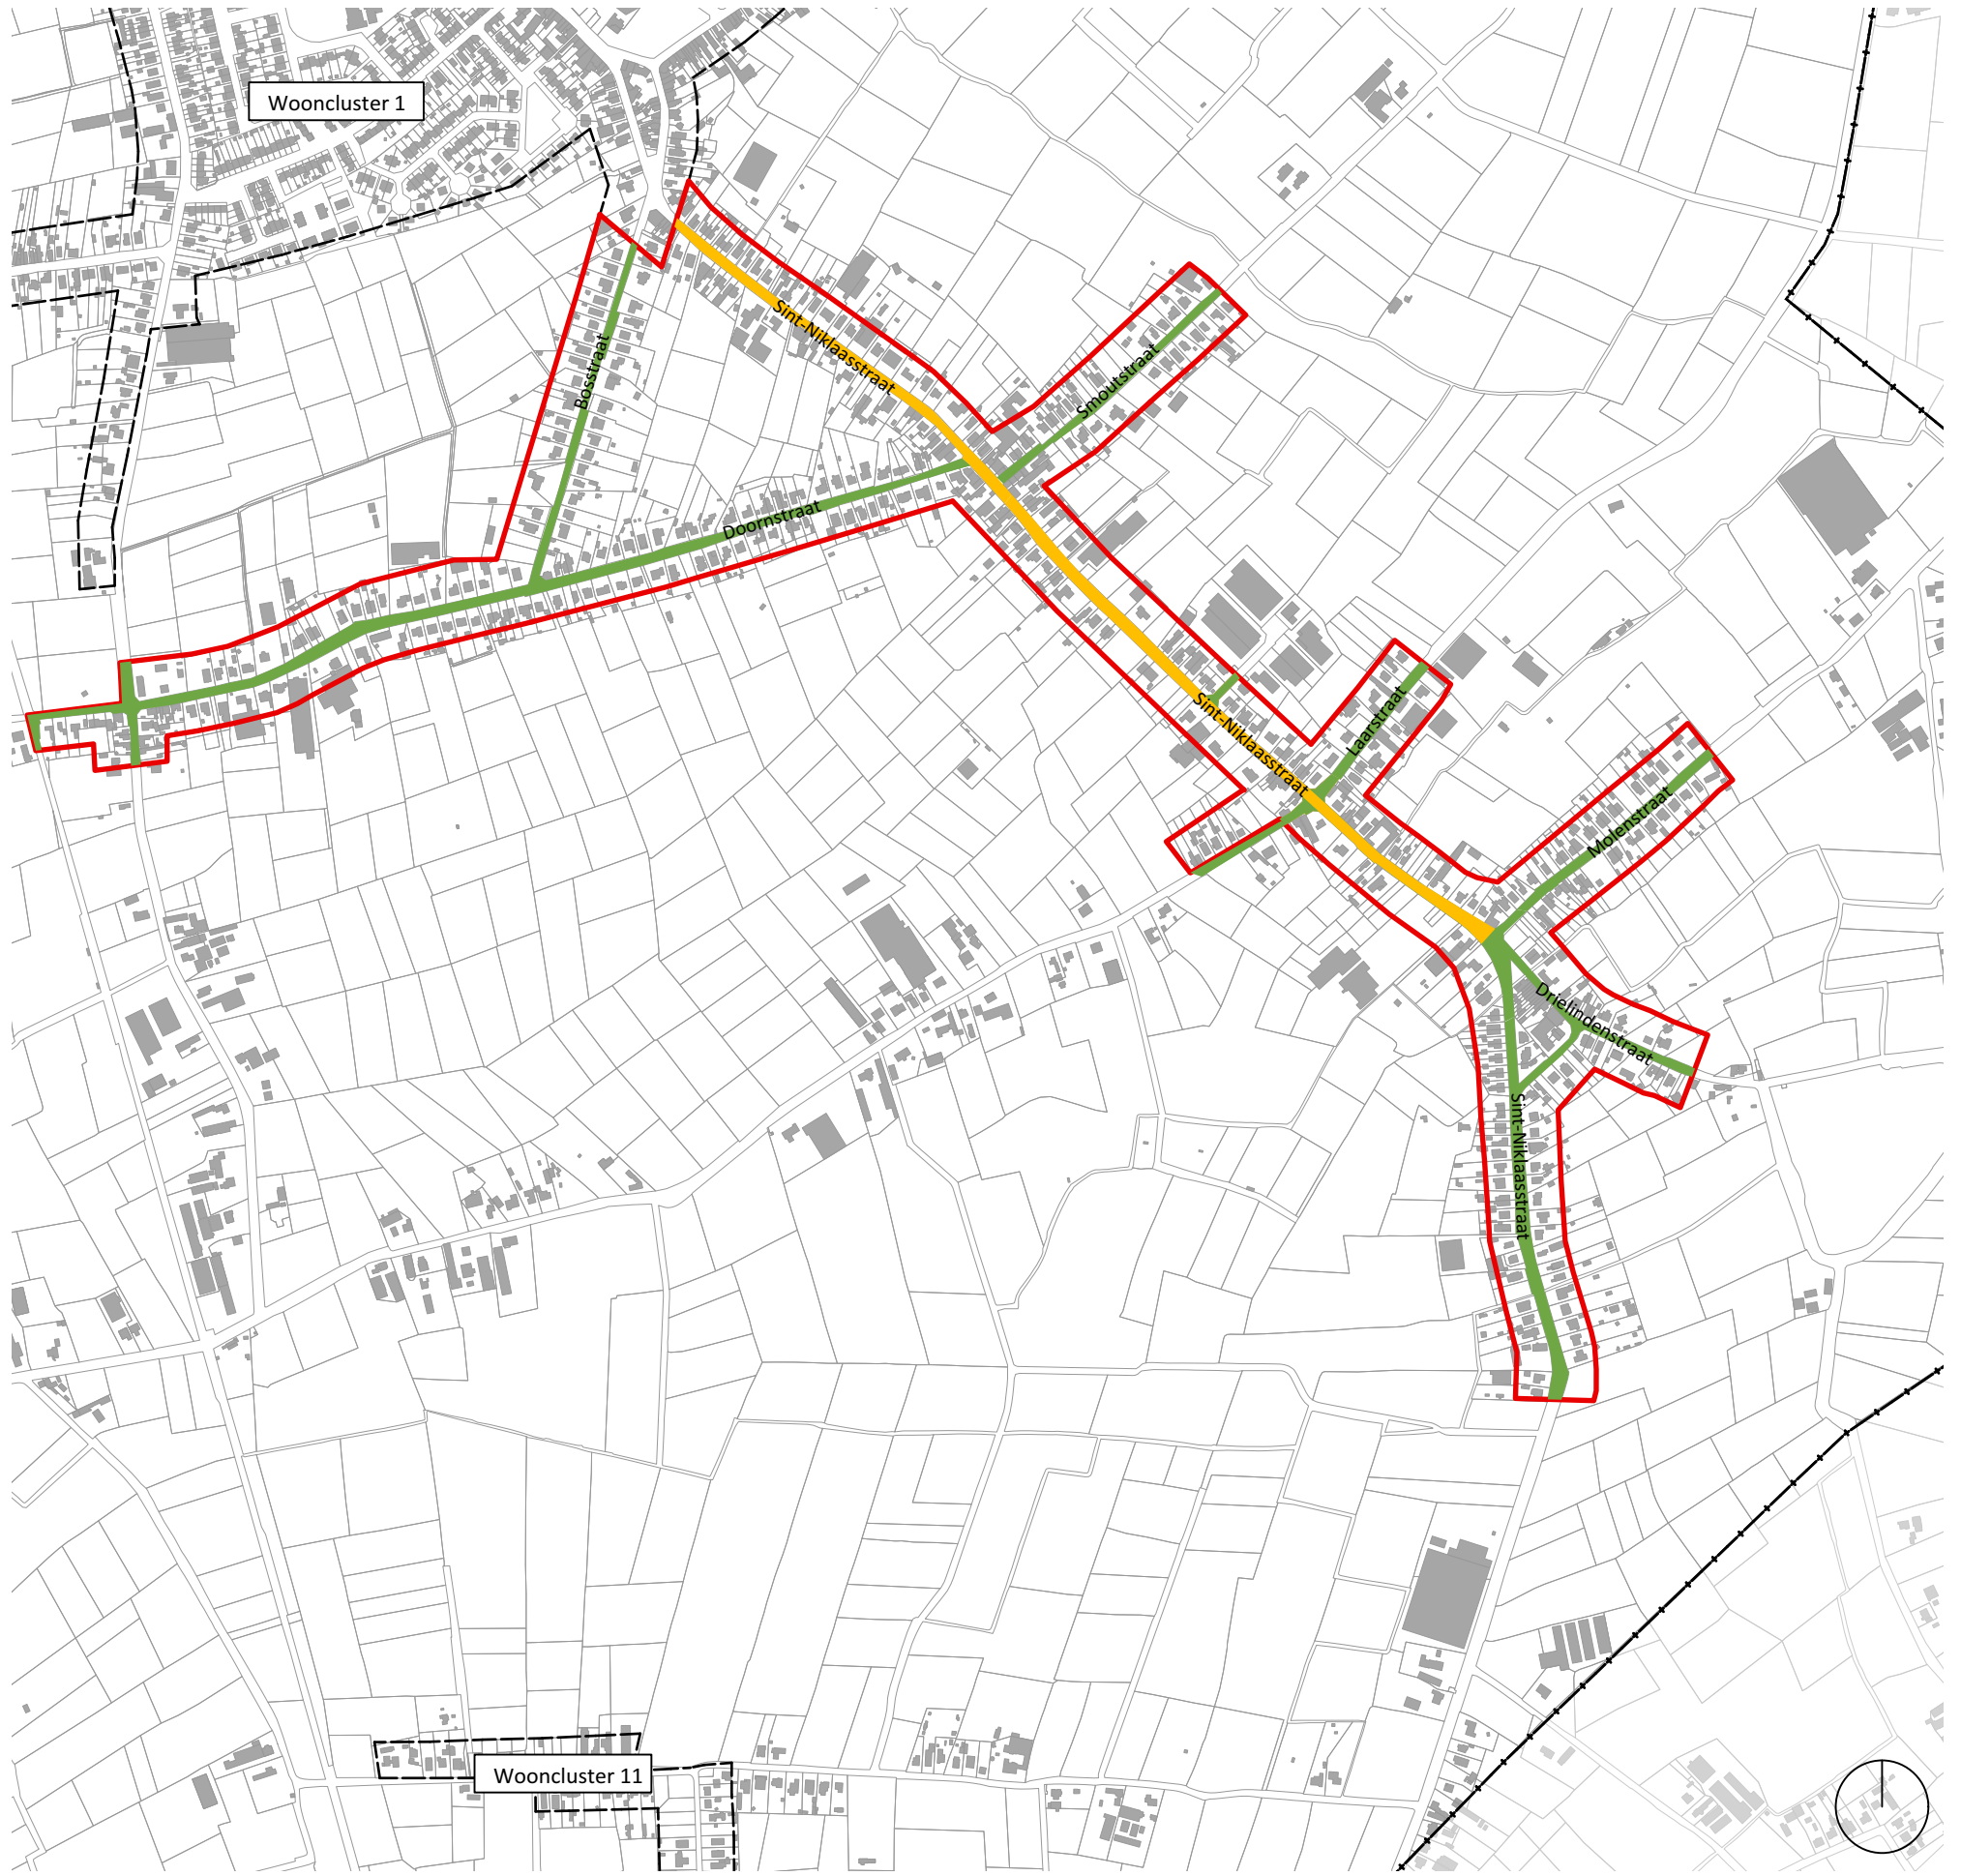 Wooncluster 1
Sint-Niklaasstraat
Bosstraat
Smoutstraat
Doornstraat
Laarstraat
Sint-Niklaasstraat
Molenstraat
Drielindenstraat
Sint-Niklaasstraat
Wooncluster 11